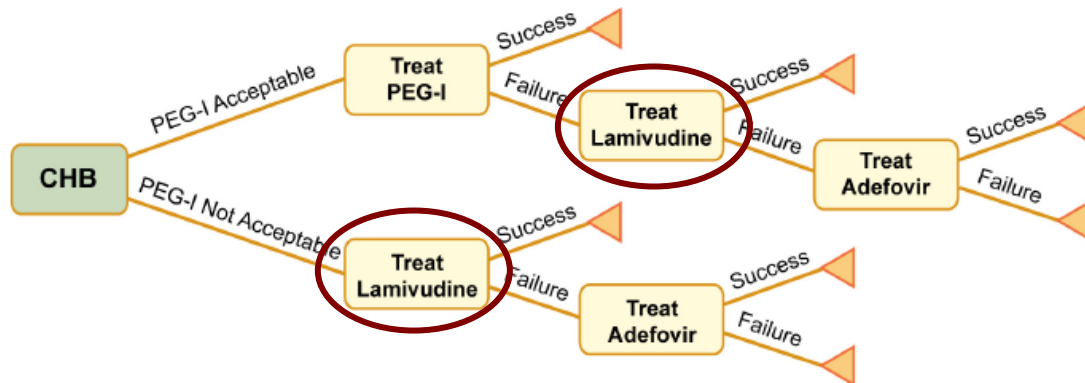 CHB
PEG-I Acceptable
Treat
PEG-I
Success
Failure
Treat
Lamivudine
Success
Failure
Treat
Adefovir
Success
Failure
PEG-I Not Acceptable
Treat
Lamivudine
Success
Failure
Treat
Adefovir
Success
Failure